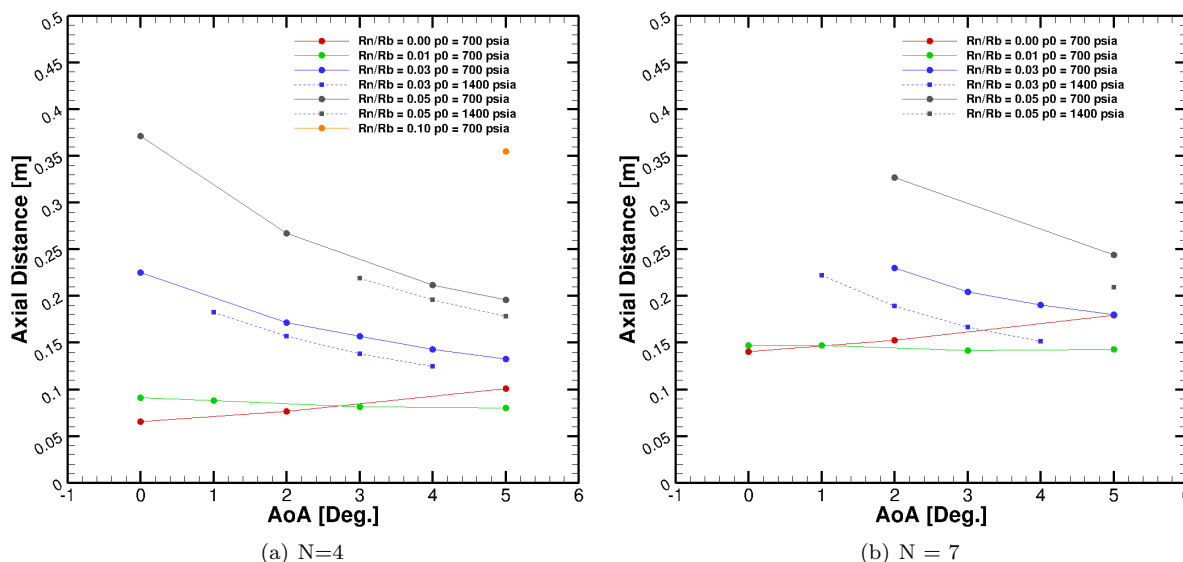 Rn/Rb = 0.00 p0 = 700 psia
Rn/Rb = 0.01 p0 = 700 psia
Rn/Rb = 0.03 p0 = 700 psia
Rn/Rb = 0.03 p0 = 1400 psia
Rn/Rb = 0.05 p0 = 700 psia
Rn/Rb = 0.05 p0 = 1400 psia
Rn/Rb = 0.10 p0 = 700 psia
Axial Distance [m]
0.5
0.45
0.4
0.35
0.3
0.25
0.2
0.15
0.1
0.05
0
-1 0 1 2 3 4 5 6
AoA [Deg.]
(a) N=4
Rn/Rb = 0.00 p0 = 700 psia
Rn/Rb = 0.01 p0 = 700 psia
Rn/Rb = 0.03 p0 = 700 psia
Rn/Rb = 0.03 p0 = 1400 psia
Rn/Rb = 0.05 p0 = 700 psia
Rn/Rb = 0.05 p0 = 1400 psia
Axial Distance [m]
0.5
0.45
0.4
0.35
0.3
0.25
0.2
0.15
0.1
0.05
0
-1 0 1 2 3 4 5
AoA [Deg.]
(b) N = 7